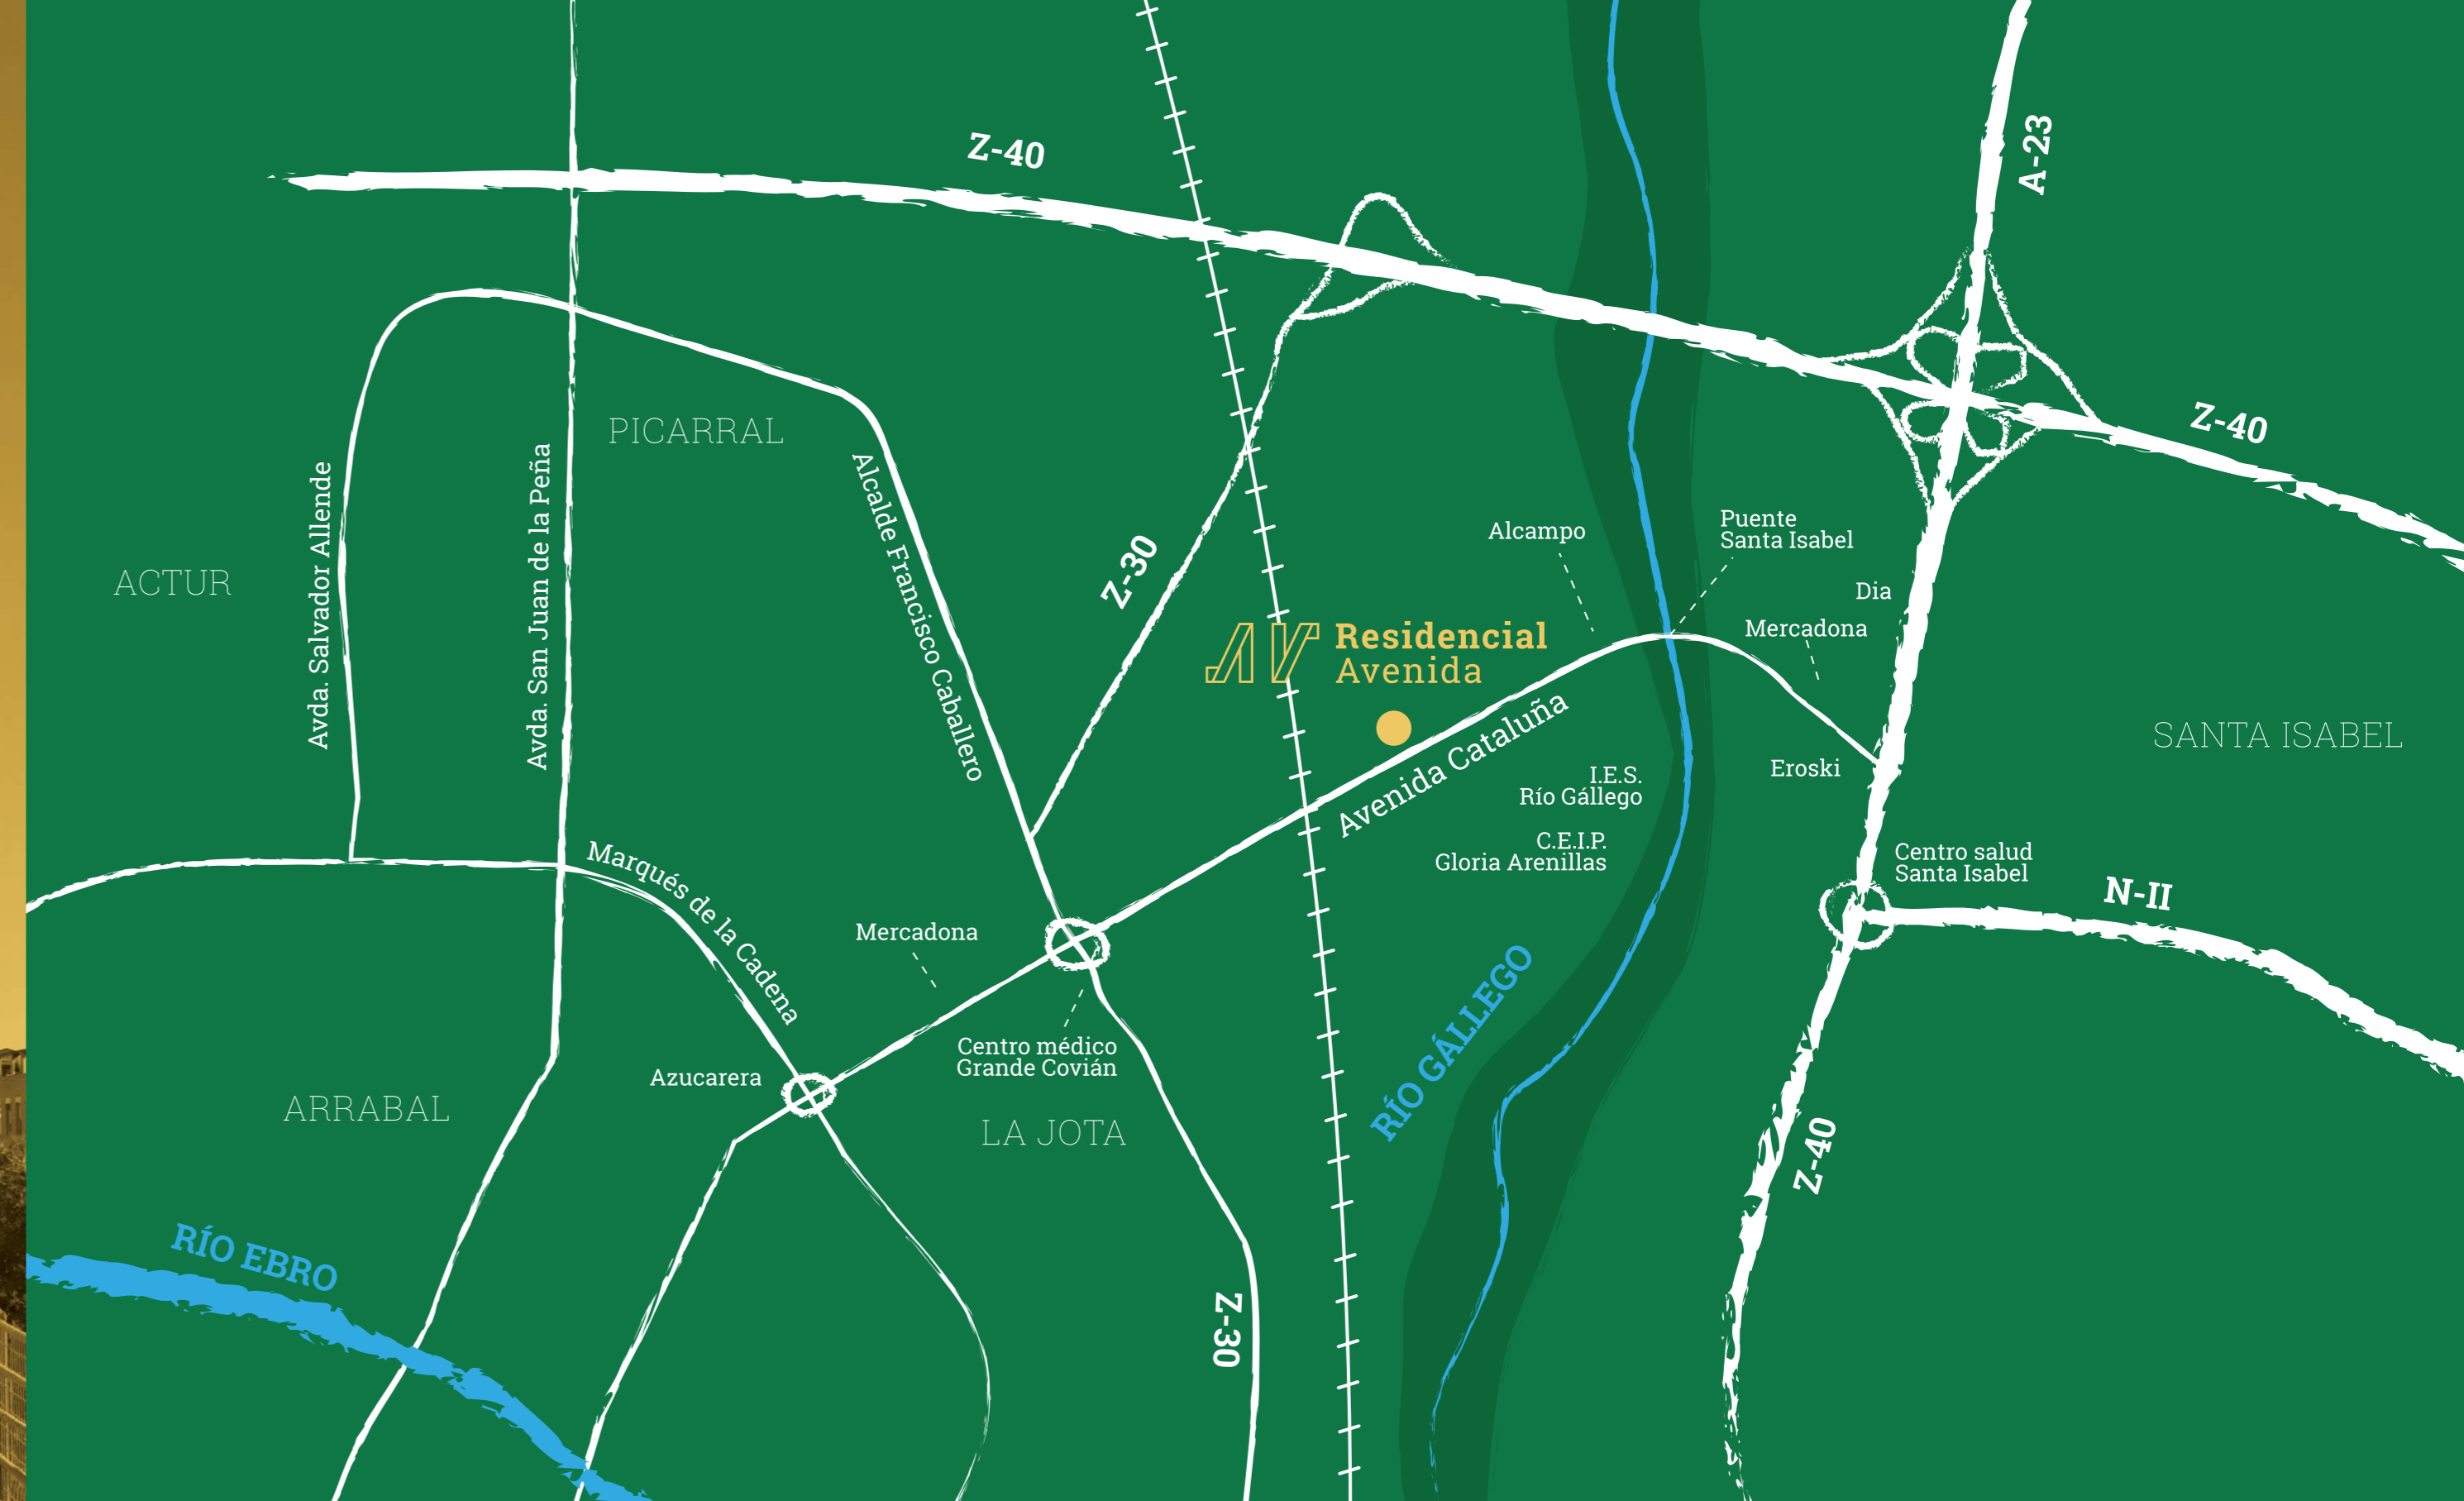 Z-40
A-23
Z-40
PICARRAL
Avda. San Juan de la Peña
Avda. Salvador Allende
Alcalde Francisco Caballero
ACTUR
Z-30
Alcampo
Puente
Santa Isabel
Dia
Mercadona
AV
Residencial
Avenida
Avenida Cataluña
SANTA ISABEL
Eroski
I.E.S.
Río Gállego
C.E.I.P.
Gloria Arenillas
Marqués de la Cadena
Centro salud
Santa Isabel
N-II
Mercadona
RÍO GÁLLEGO
Centro médico
Grande Covián
Azucarera
ARRABAL
LA JOTA
Z-40
RÍO EBRO
Z-30